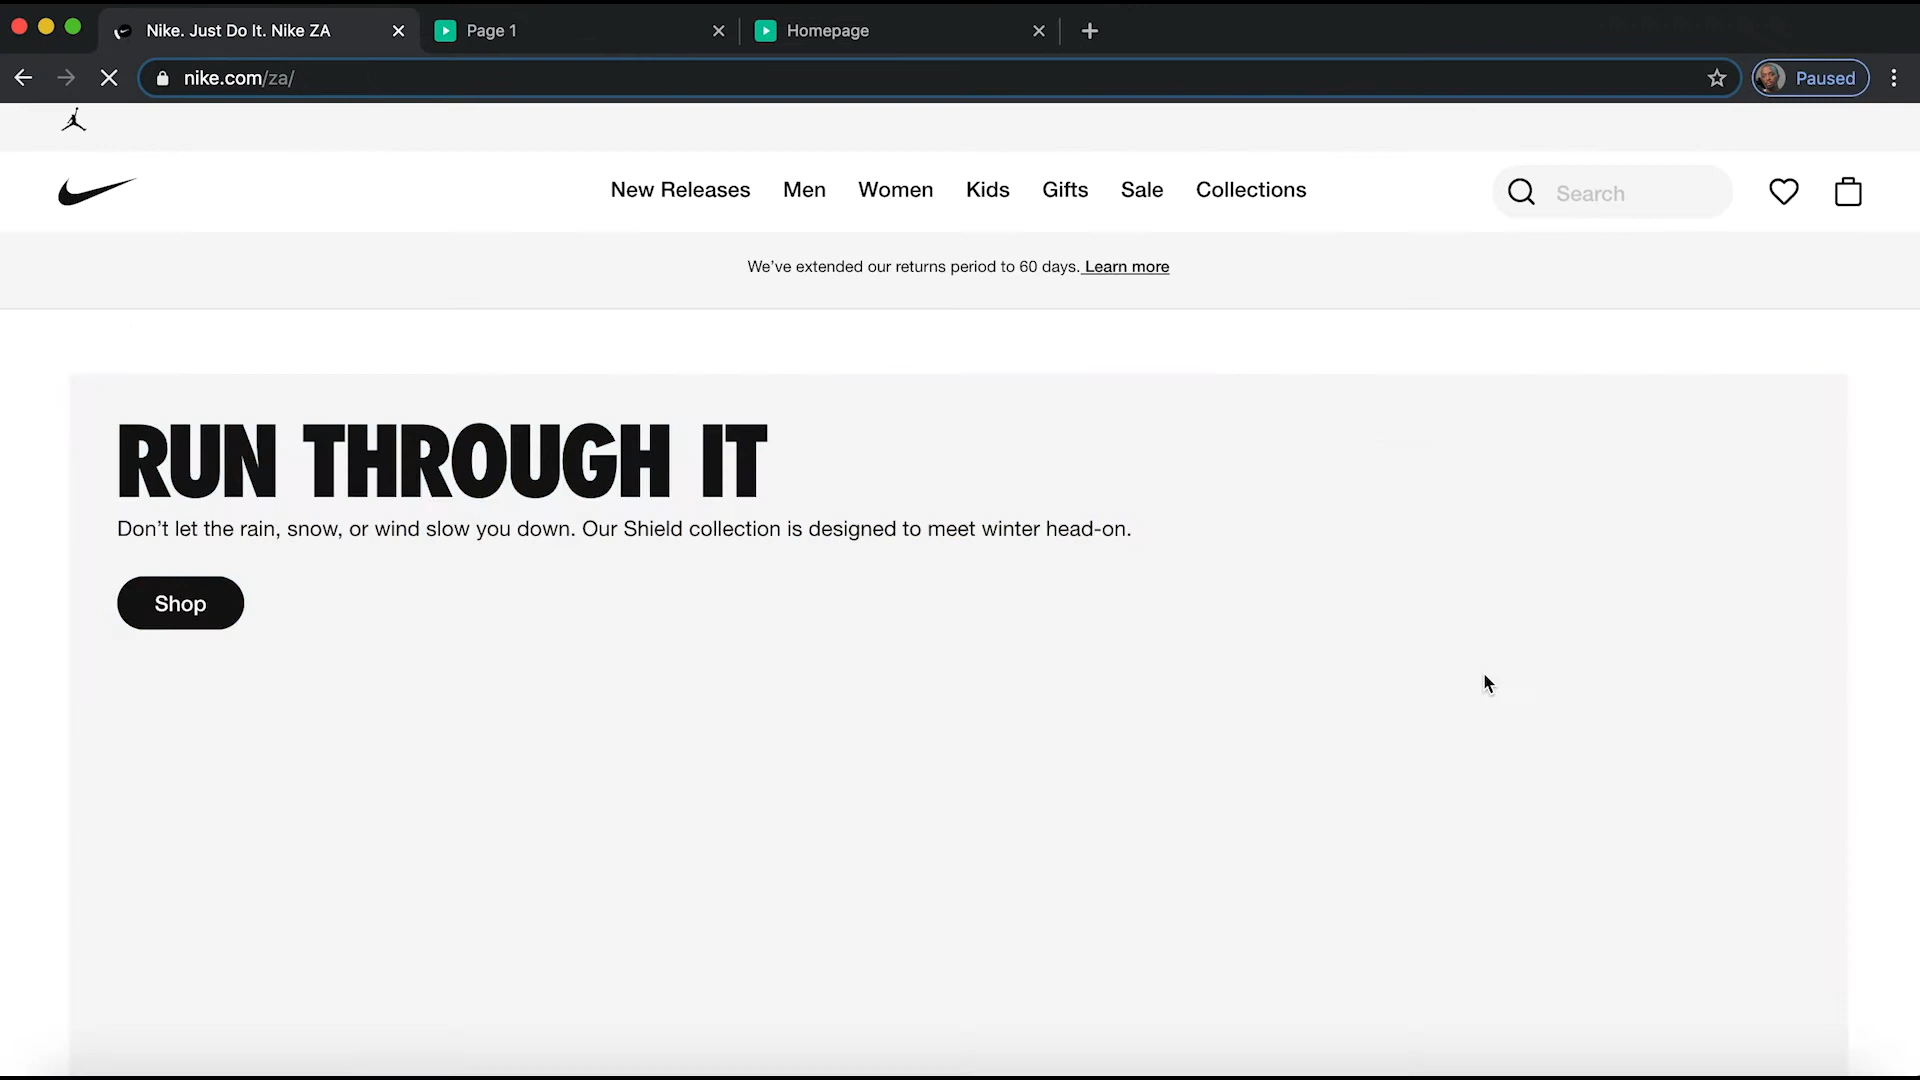 Nike. Just Do It. Nike ZA
Page 1
Homepage
nike.com/za/
Paused
New Releases
Men
Women
Kids
Gifts
Sale
Collections
Search
We’ve extended our returns period to 60 days. Learn more
RUN THROUGH IT
Don’t let the rain, snow, or wind slow you down. Our Shield collection is designed to meet winter head-on.
Shop